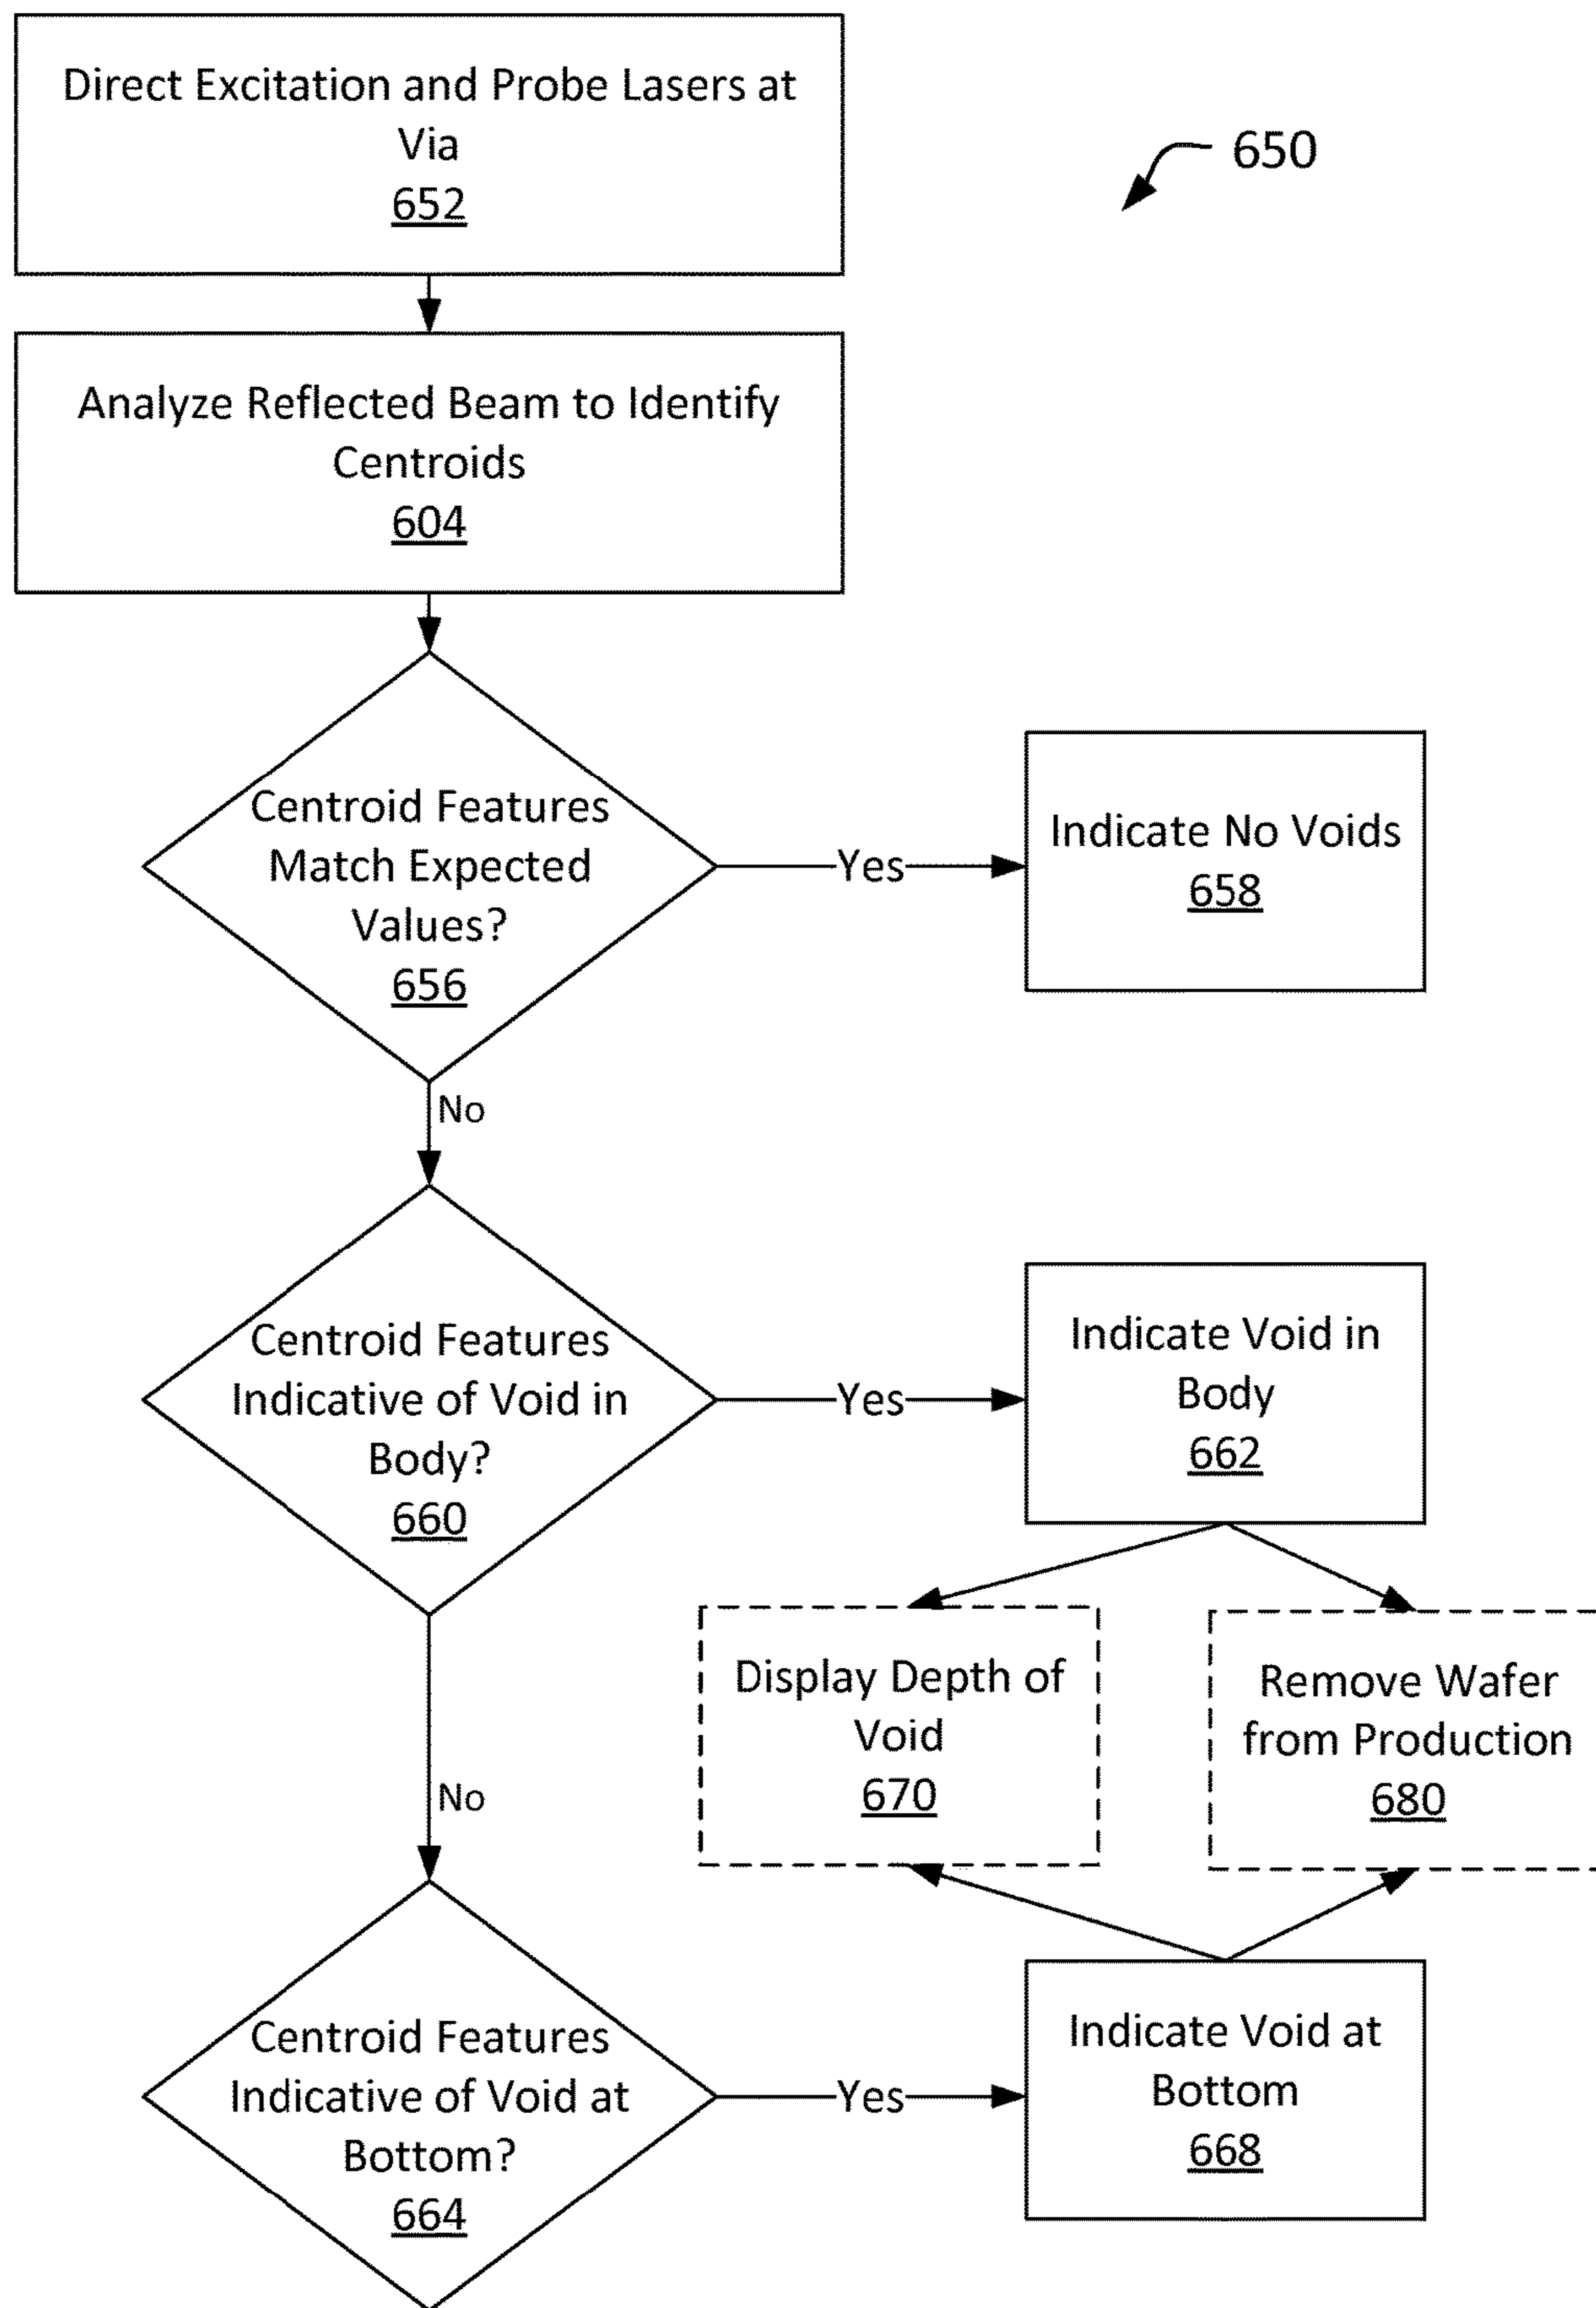 Direct Excitation and Probe Lasers at
Via
652
650
Analyze Reflected Beam to Identify
Centroids
604
Centroid Features
Match Expected
Values?
656
Yes
Indicate No Voids
658
No
Centroid Features
Indicative of Void in
Body?
660
Yes
Indicate Void in
Body
662
Display Depth of
Void
670
Remove Wafer
from Production
680
No
Centroid Features
Indicative of Void at
Bottom?
664
Yes
Indicate Void at
Bottom
668